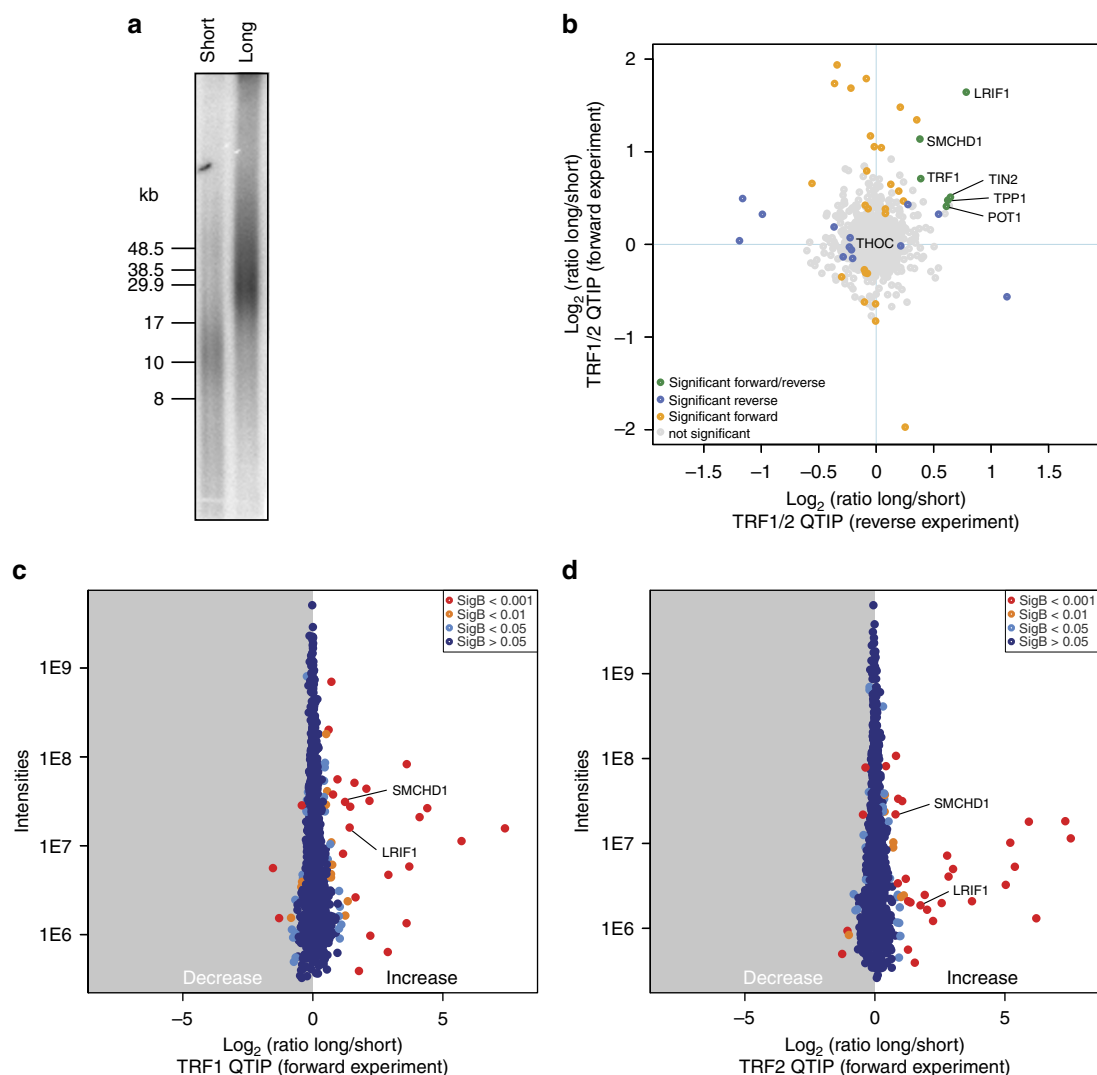 a
Short
Long
kb
48.5
38.5
29.9
17
10
8
b
2
1
0
−1
−2
Log2 (ratio long/short)
TRF1/2 QTIP (forward experiment)
LRIF1
SMCHD1
TRF1
TIN2
TPP1
POT1
THOC
Significant forward/reverse
Significant reverse
Significant forward
not significant
−1.5
−1
−0.5
0
0.5
1
1.5
Log2 (ratio long/short)
TRF1/2 QTIP (reverse experiment)
c
SigB < 0.001
SigB < 0.01
SigB < 0.05
SigB > 0.05
1E9
1E8
1E7
1E6
Intensities
SMCHD1
LRIF1
Decrease
Increase
−5
0
5
Log2 (ratio long/short)
TRF1 QTIP (forward experiment)
d
SigB < 0.001
SigB < 0.01
SigB < 0.05
SigB > 0.05
1E9
1E8
1E7
1E6
Intensities
SMCHD1
LRIF1
Decrease
Increase
−5
0
5
Log2 (ratio long/short)
TRF2 QTIP (forward experiment)